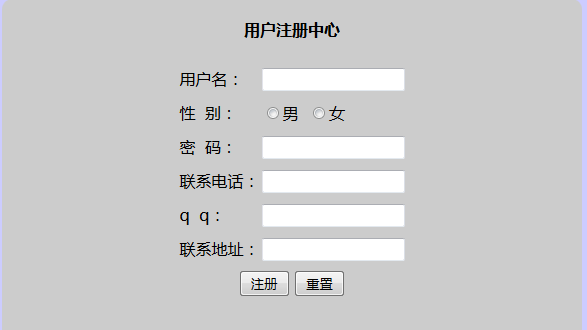 用户注册中心
用户名：
性 别： 男 女
密 码：
联系电话：
q q：
联系地址：
注册 重置